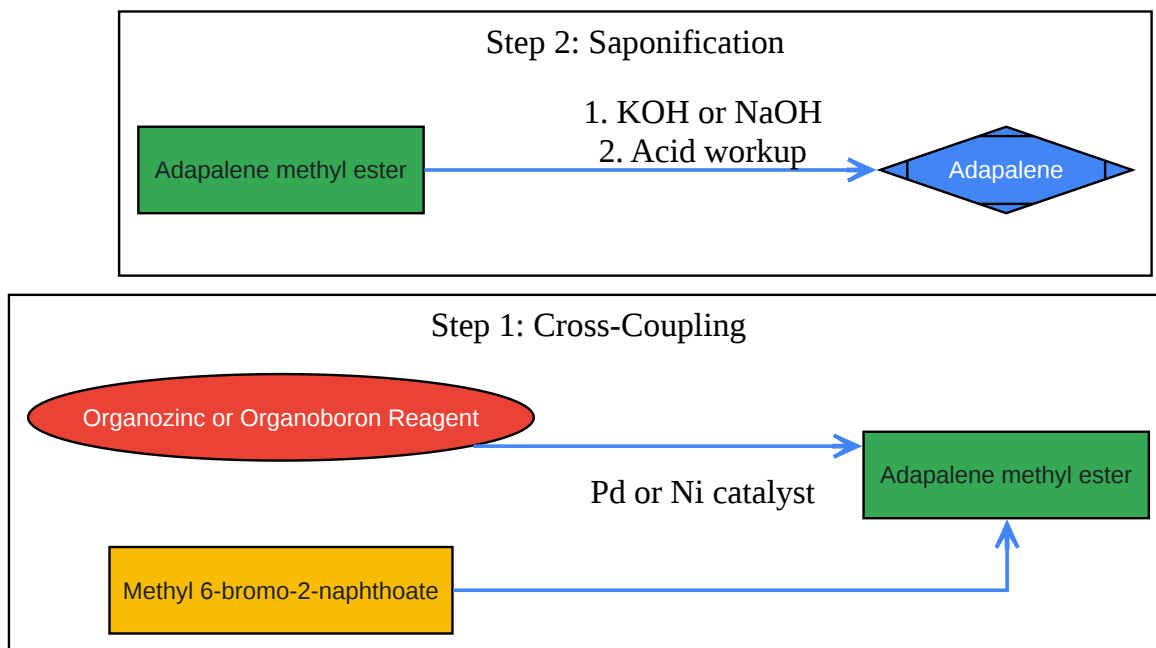 Step 2: Saponification
1. KOH or NaOH
2. Acid workup
Adapalene methyl ester
Adapalene
Step 1: Cross-Coupling
Organozinc or Organoboron Reagent
Pd or Ni catalyst
Adapalene methyl ester
Methyl 6-bromo-2-naphthoate